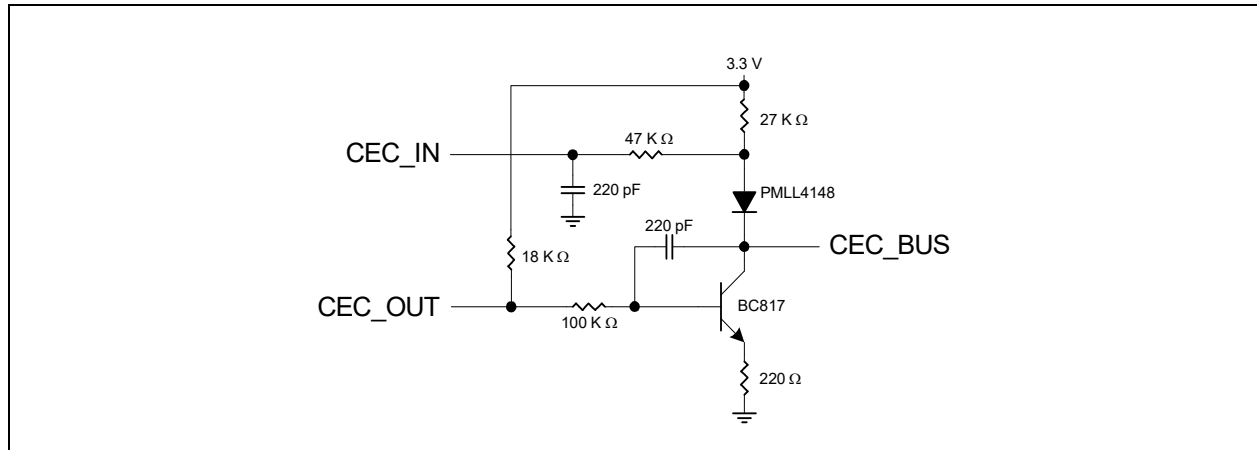 3.3 V
27 K Ω
47 K Ω
CEC_IN
220 pF
PMLL4148
220 pF
CEC_BUS
18 K Ω
CEC_OUT
100 K Ω
BC817
220 Ω